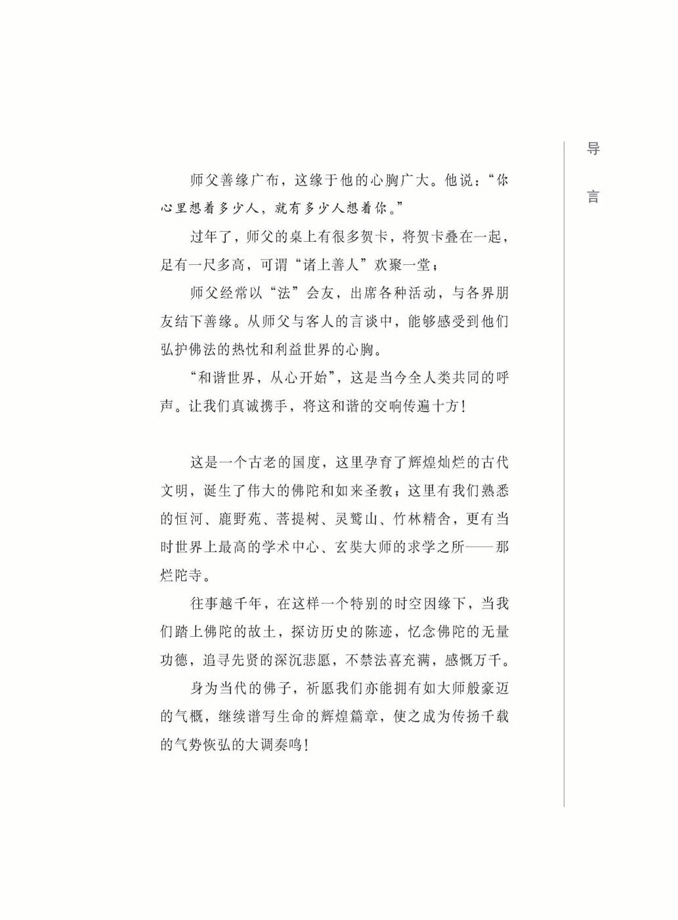 导
言
师父善缘广布，这缘于他的心胸广大。他说：“你
心里想着多少人，就有多少人想着你。”
过年了，师父的桌上有很多贺卡，将贺卡叠在一起，
足有一尺多高，可谓“诸上善人”欢聚一堂；
师父经常以“法”会友，出席各种活动，与各界朋
友结下善缘。从师父与客人的言谈中，能够感受到他们
弘护佛法的热忱和利益世界的心胸。
“和谐世界，从心开始”，这是当今全人类共同的呼
声。让我们真诚携手，将这和谐的交响传遍十方！
这是一个古老的国度，这里孕育了辉煌灿烂的古代
文明，诞生了伟大的佛陀和如来圣教；这里有我们熟悉
的恒河、鹿野苑、菩提树、灵鹫山、竹林精舍，更有当
时世界上最高的学术中心、玄奘大师的求学之所——那
烂陀寺。
往事越千年，在这样一个特别的时空因缘下，当我
们踏上佛陀的故土，探访历史的陈迹，忆念佛陀的无量
功德，追寻先贤的深沉悲愿，不禁法喜充满，感慨万千。
身为当代的佛子，祈愿我们亦能拥有如大师般豪迈
的气概，继续谱写生命的辉煌篇章，使之成为传扬千载
的气势恢弘的大调奏鸣！